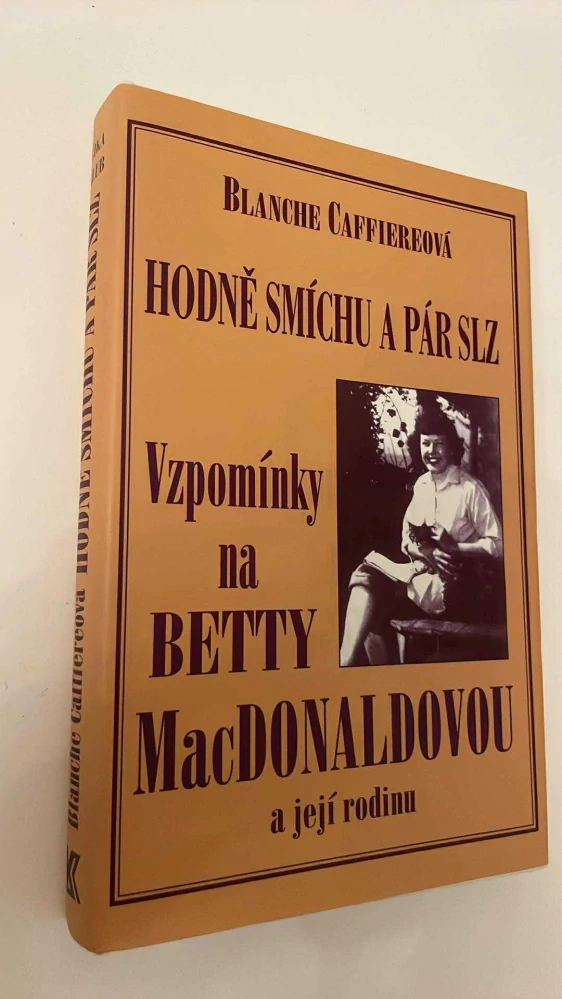 BLANCHE CAFFIEREOVÁ
HODNĚ SMÍCHU A PÁR SLZ
Vzpomínky
na
BETTY
MacDONALDOVOU
a její rodinu
Blanche Caffiereová HODNĚ SMÍCHU A PÁR SLZ